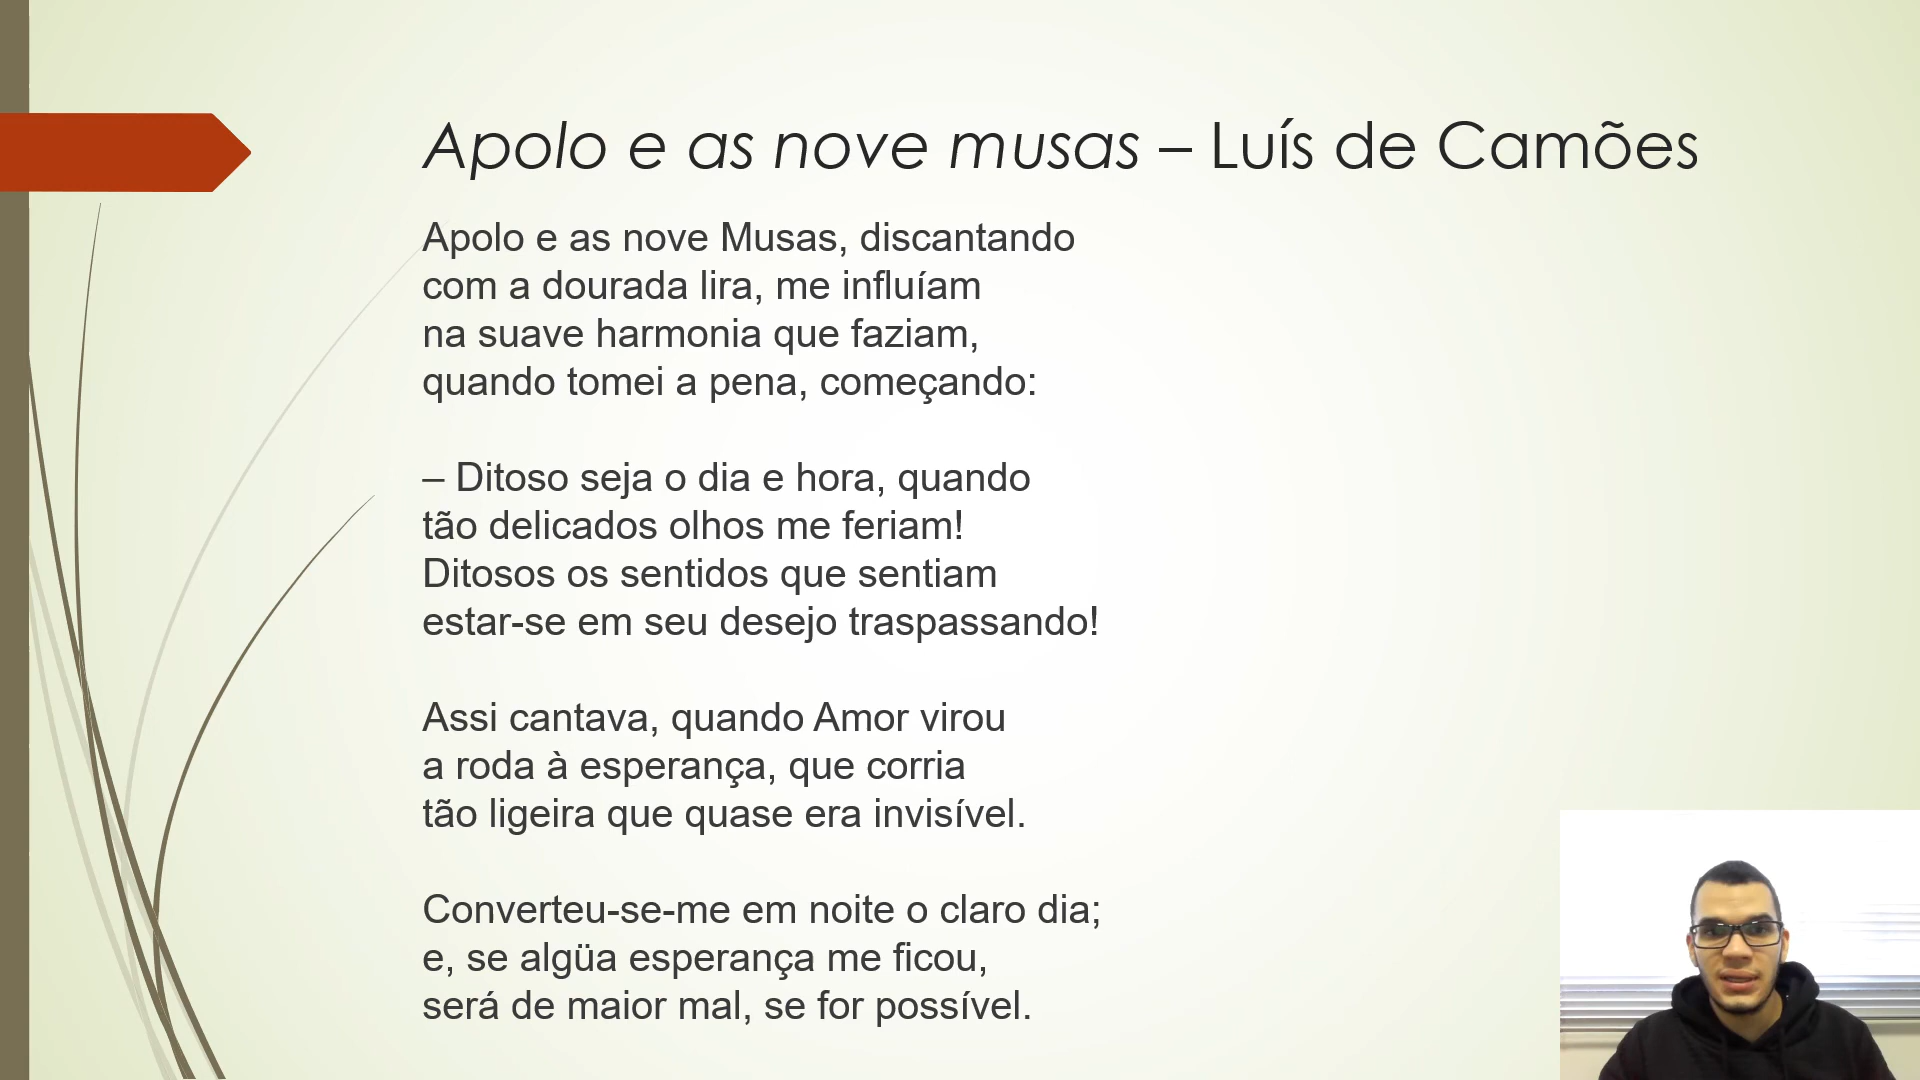 Apolo e as nove musas – Luís de Camões
Apolo e as nove Musas, discantando
com a dourada lira, me influíam
na suave harmonia que faziam,
quando tomei a pena, começando:
– Ditoso seja o dia e hora, quando
tão delicados olhos me feriam!
Ditosos os sentidos que sentiam
estar-se em seu desejo traspassando!
Assi cantava, quando Amor virou
a roda à esperança, que corria
tão ligeira que quase era invisível.
Converteu-se-me em noite o claro dia;
e, se algüa esperança me ficou,
será de maior mal, se for possível.